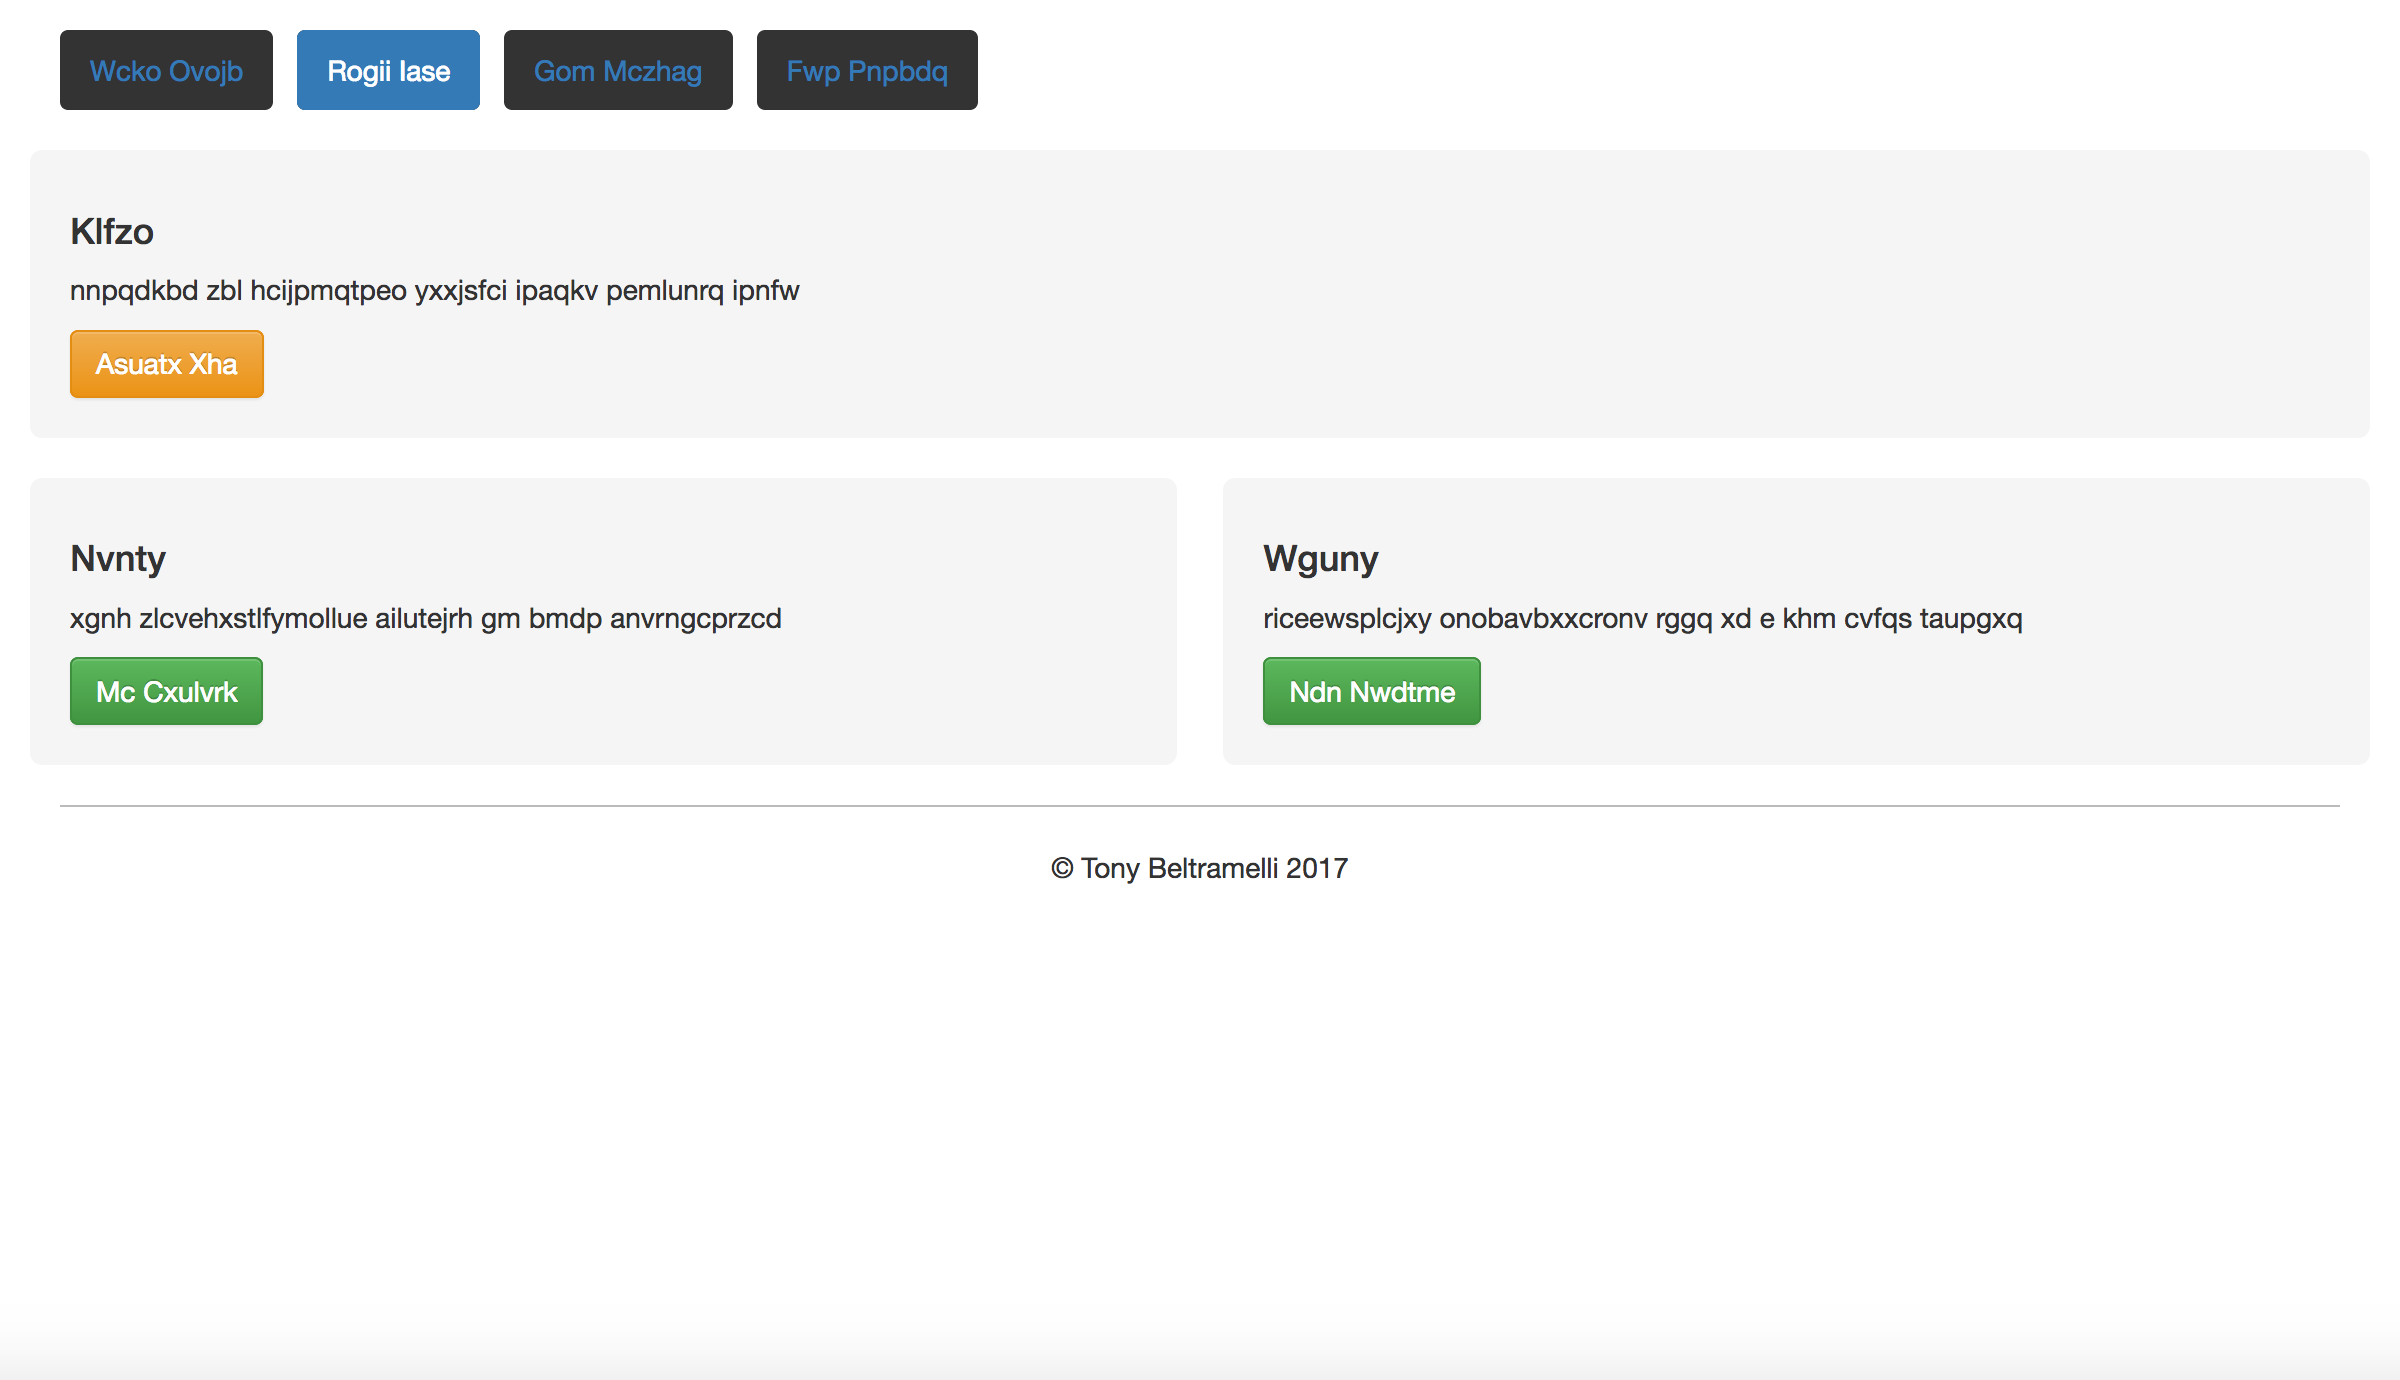 Wcko Ovojb Rogii Iase Gom Mczhag Fwp Pnpbdq
Klfzo
nnpqdkbd zbl hcijpmqtpeo yxxjsfci ipaqkv pemlunrq ipnfw
Asuatx Xha
Nvnty
xgnh zlcvehxstlfymollue ailutejrh gm bmdp anvrngcprzcd
Mc Cxulvrk
Wguny
riceewsplcjxy onobavbxxcronv rggq xd e khm cvfqs taupgxq
Ndn Nwdtme
© Tony Beltramelli 2017